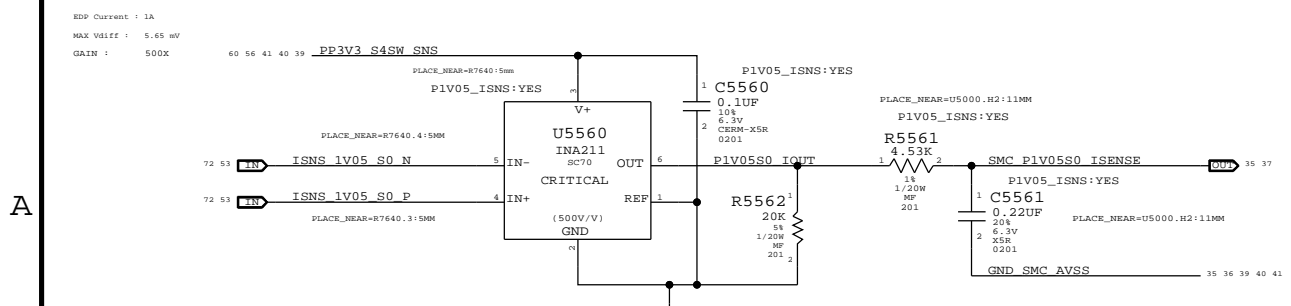 EDP Current : 1A
MAX Vdiff : 5.65 mV
GAIN : 500X
60 56 41 40 39 PP3V3_S4SW_SNS
PLACE_NEAR=R7640:5mm
P1V05_ISNS:YES
P1V05_ISNS:YES
1 C5560
0.1UF
10%
6.3V
2 CERM-X5R
0201
3
V+
U5560
INA211
SC70
CRITICAL
(500V/V)
GND
2
PLACE_NEAR=R7640.4:5MM
72 53 IN ISNS_1V05_S0_N 5 IN-
72 53 IN ISNS_1V05_S0_P 4 IN+
PLACE_NEAR=R7640.3:5MM
OUT 6 P1V05S0_IOUT
REF 1
PLACE_NEAR=U5000.H2:11MM
P1V05_ISNS:YES
R5561
1 4.53K 2
1%
1/20W
MF
201
SMC_P1V05S0_ISENSE OUT 35 37
R5562 1
20K
5%
1/20W
MF
201 2
P1V05_ISNS:YES
1 C5561
0.22UF
20%
6.3V
2 X5R
0201
PLACE_NEAR=U5000.H2:11MM
GND_SMC_AVSS 35 36 39 40 41
A